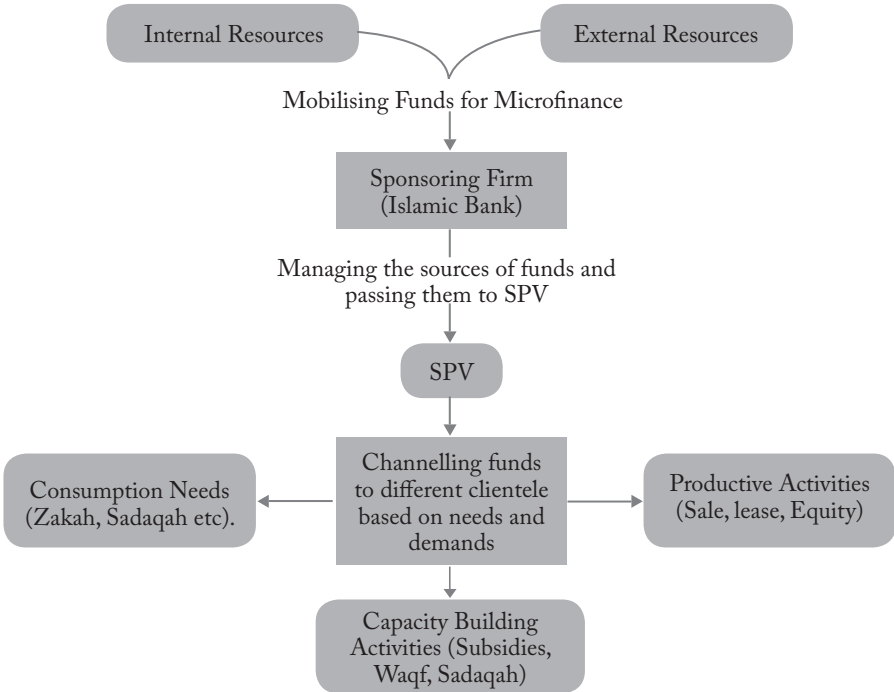 Internal Resources
External Resources
Mobilising Funds for Microfinance
Sponsoring Firm
(Islamic Bank)
Managing the sources of funds and
passing them to SPV
SPV
Channelling funds
to different clientele
based on needs and
demands
Consumption Needs
(Zakah, Sadaqah etc).
Productive Activities
(Sale, lease, Equity)
Capacity Building
Activities (Subsidies,
Waqf, Sadaqah)